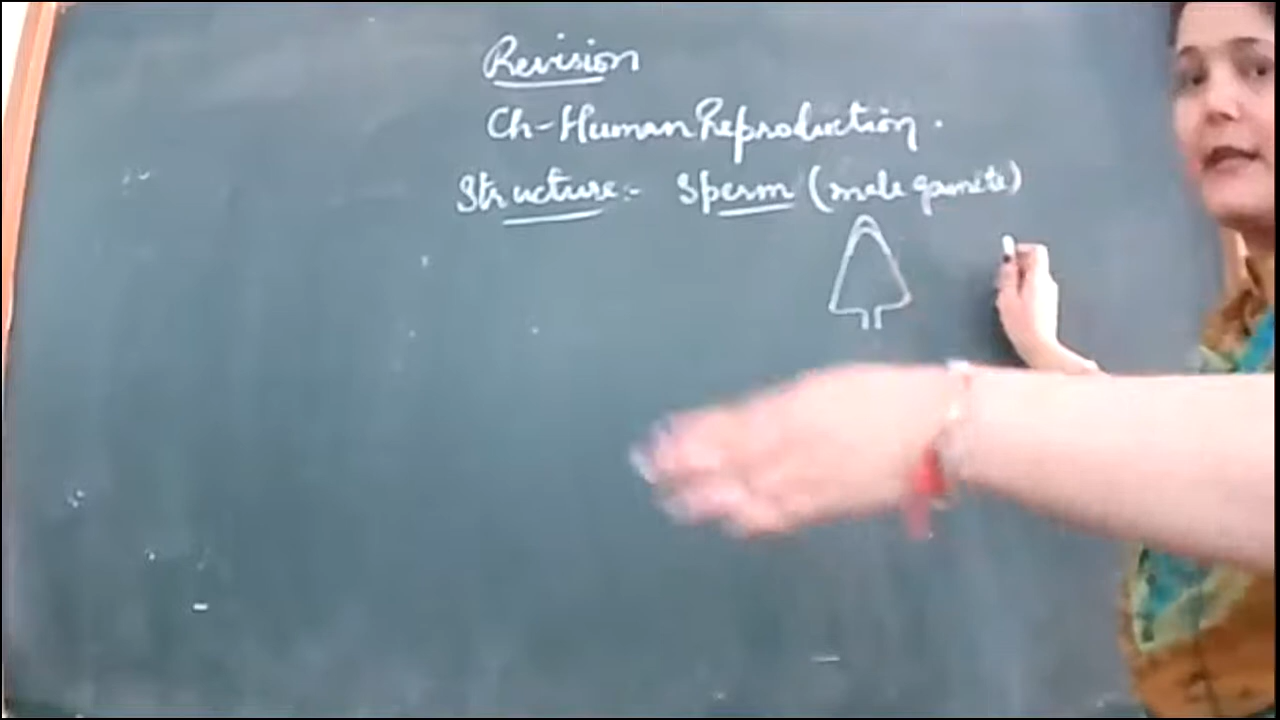 Revision
Ch-Human Reproduction.
Structure:- Sperm (male gamete)